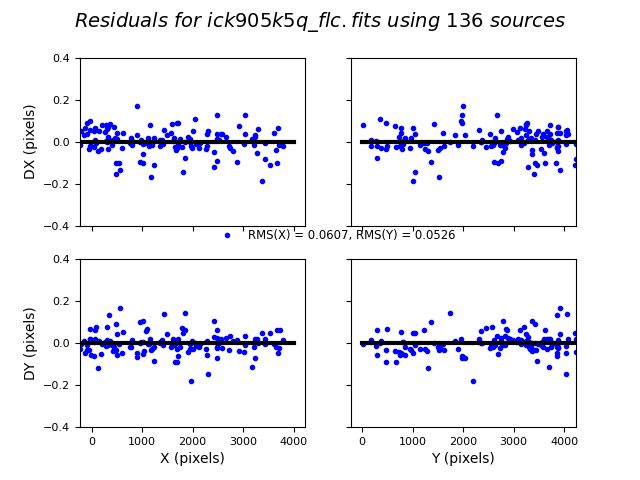 Residuals for ick905k5q_flc.fits using 136 sources
0.4
0.2
0.0
−0.2
−0.4
DX (pixels)
RMS(X) = 0.0607, RMS(Y) = 0.0526
0.4
0.2
0.0
−0.2
−0.4
DY (pixels)
0 1000 2000 3000 4000
0 1000 2000 3000 4000
X (pixels)
Y (pixels)